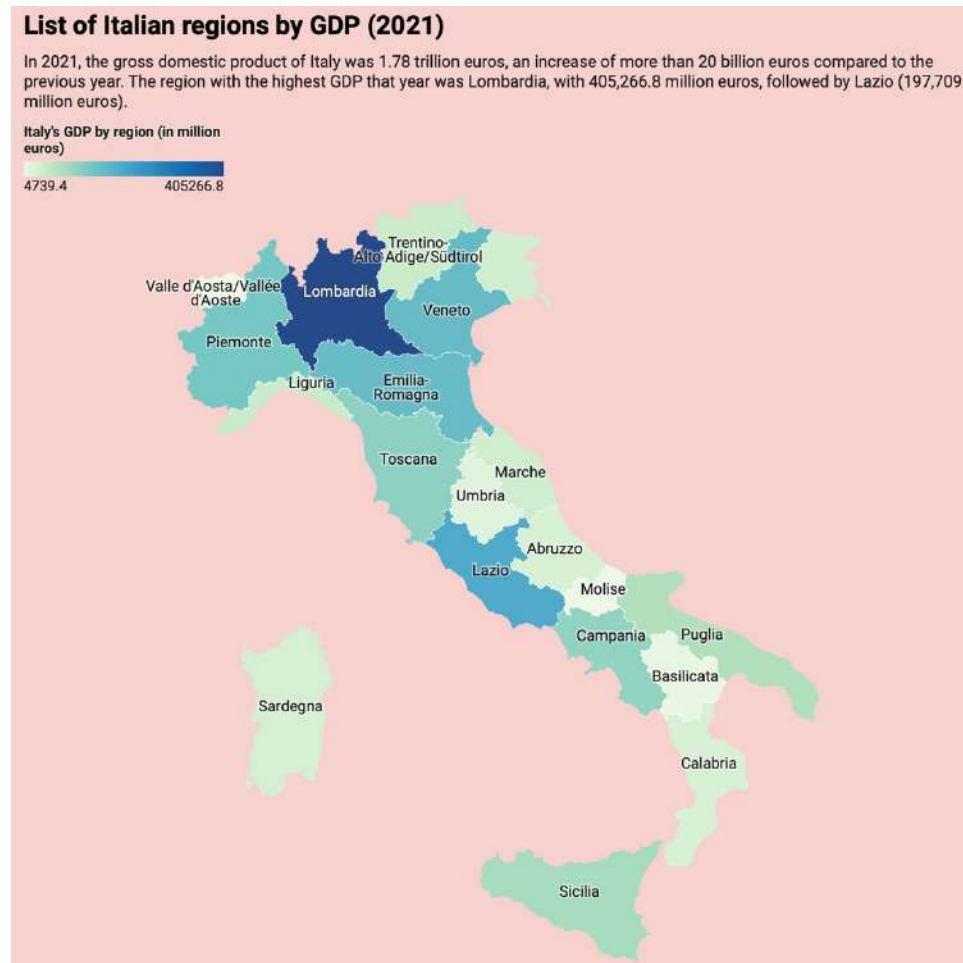 List of Italian regions by GDP (2021)
In 2021, the gross domestic product of Italy was 1.78 trillion euros, an increase of more than 20 billion euros compared to the
previous year. The region with the highest GDP that year was Lombardia, with 405,266.8 million euros, followed by Lazio (197,709
million euros).
Italy's GDP by region (in million
euros)
4739.4 405266.8
Trentino-
Alto Adige/Südtirol
Valle d'Aosta/Vallée
d'Aoste
Lombardia
Veneto
Piemonte
Liguria
Emilia-
Romagna
Toscana
Marche
Umbria
Abruzzo
Lazio
Molise
Campania
Puglia
Basilicata
Sardegna
Calabria
Sicilia